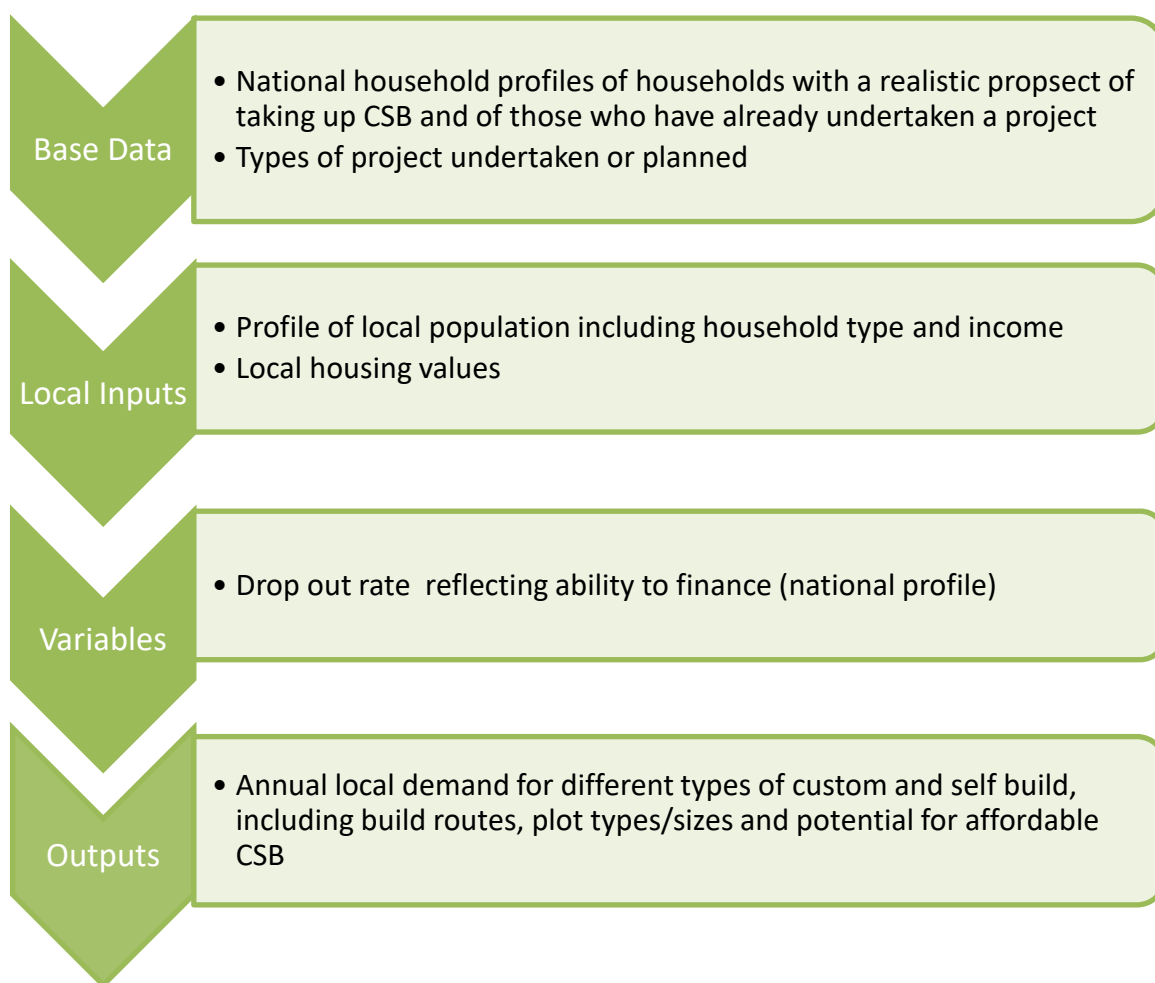 Base Data
• National household profiles of households with a realistic propsect of
taking up CSB and of those who have already undertaken a project
• Types of project undertaken or planned
Local Inputs
• Profile of local population including household type and income
• Local housing values
Variables
• Drop out rate  reflecting ability to finance (national profile)
Outputs
• Annual local demand for different types of custom and self build,
including build routes, plot types/sizes and potential for affordable
CSB